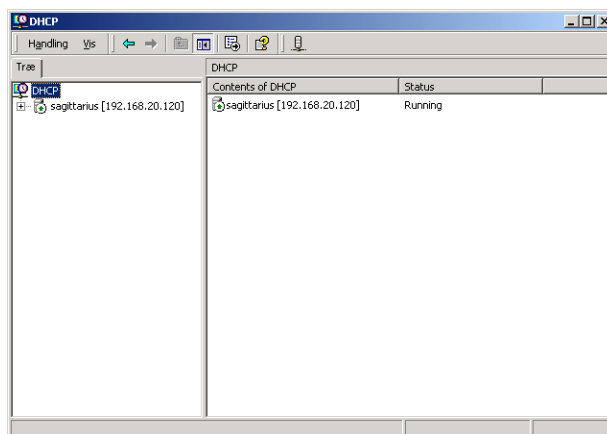 DHCP
Handling Vis
Træ
DHCP
DHCP
sagittarius [192.168.20.120]
Contents of DHCP Status
sagittarius [192.168.20.120] Running